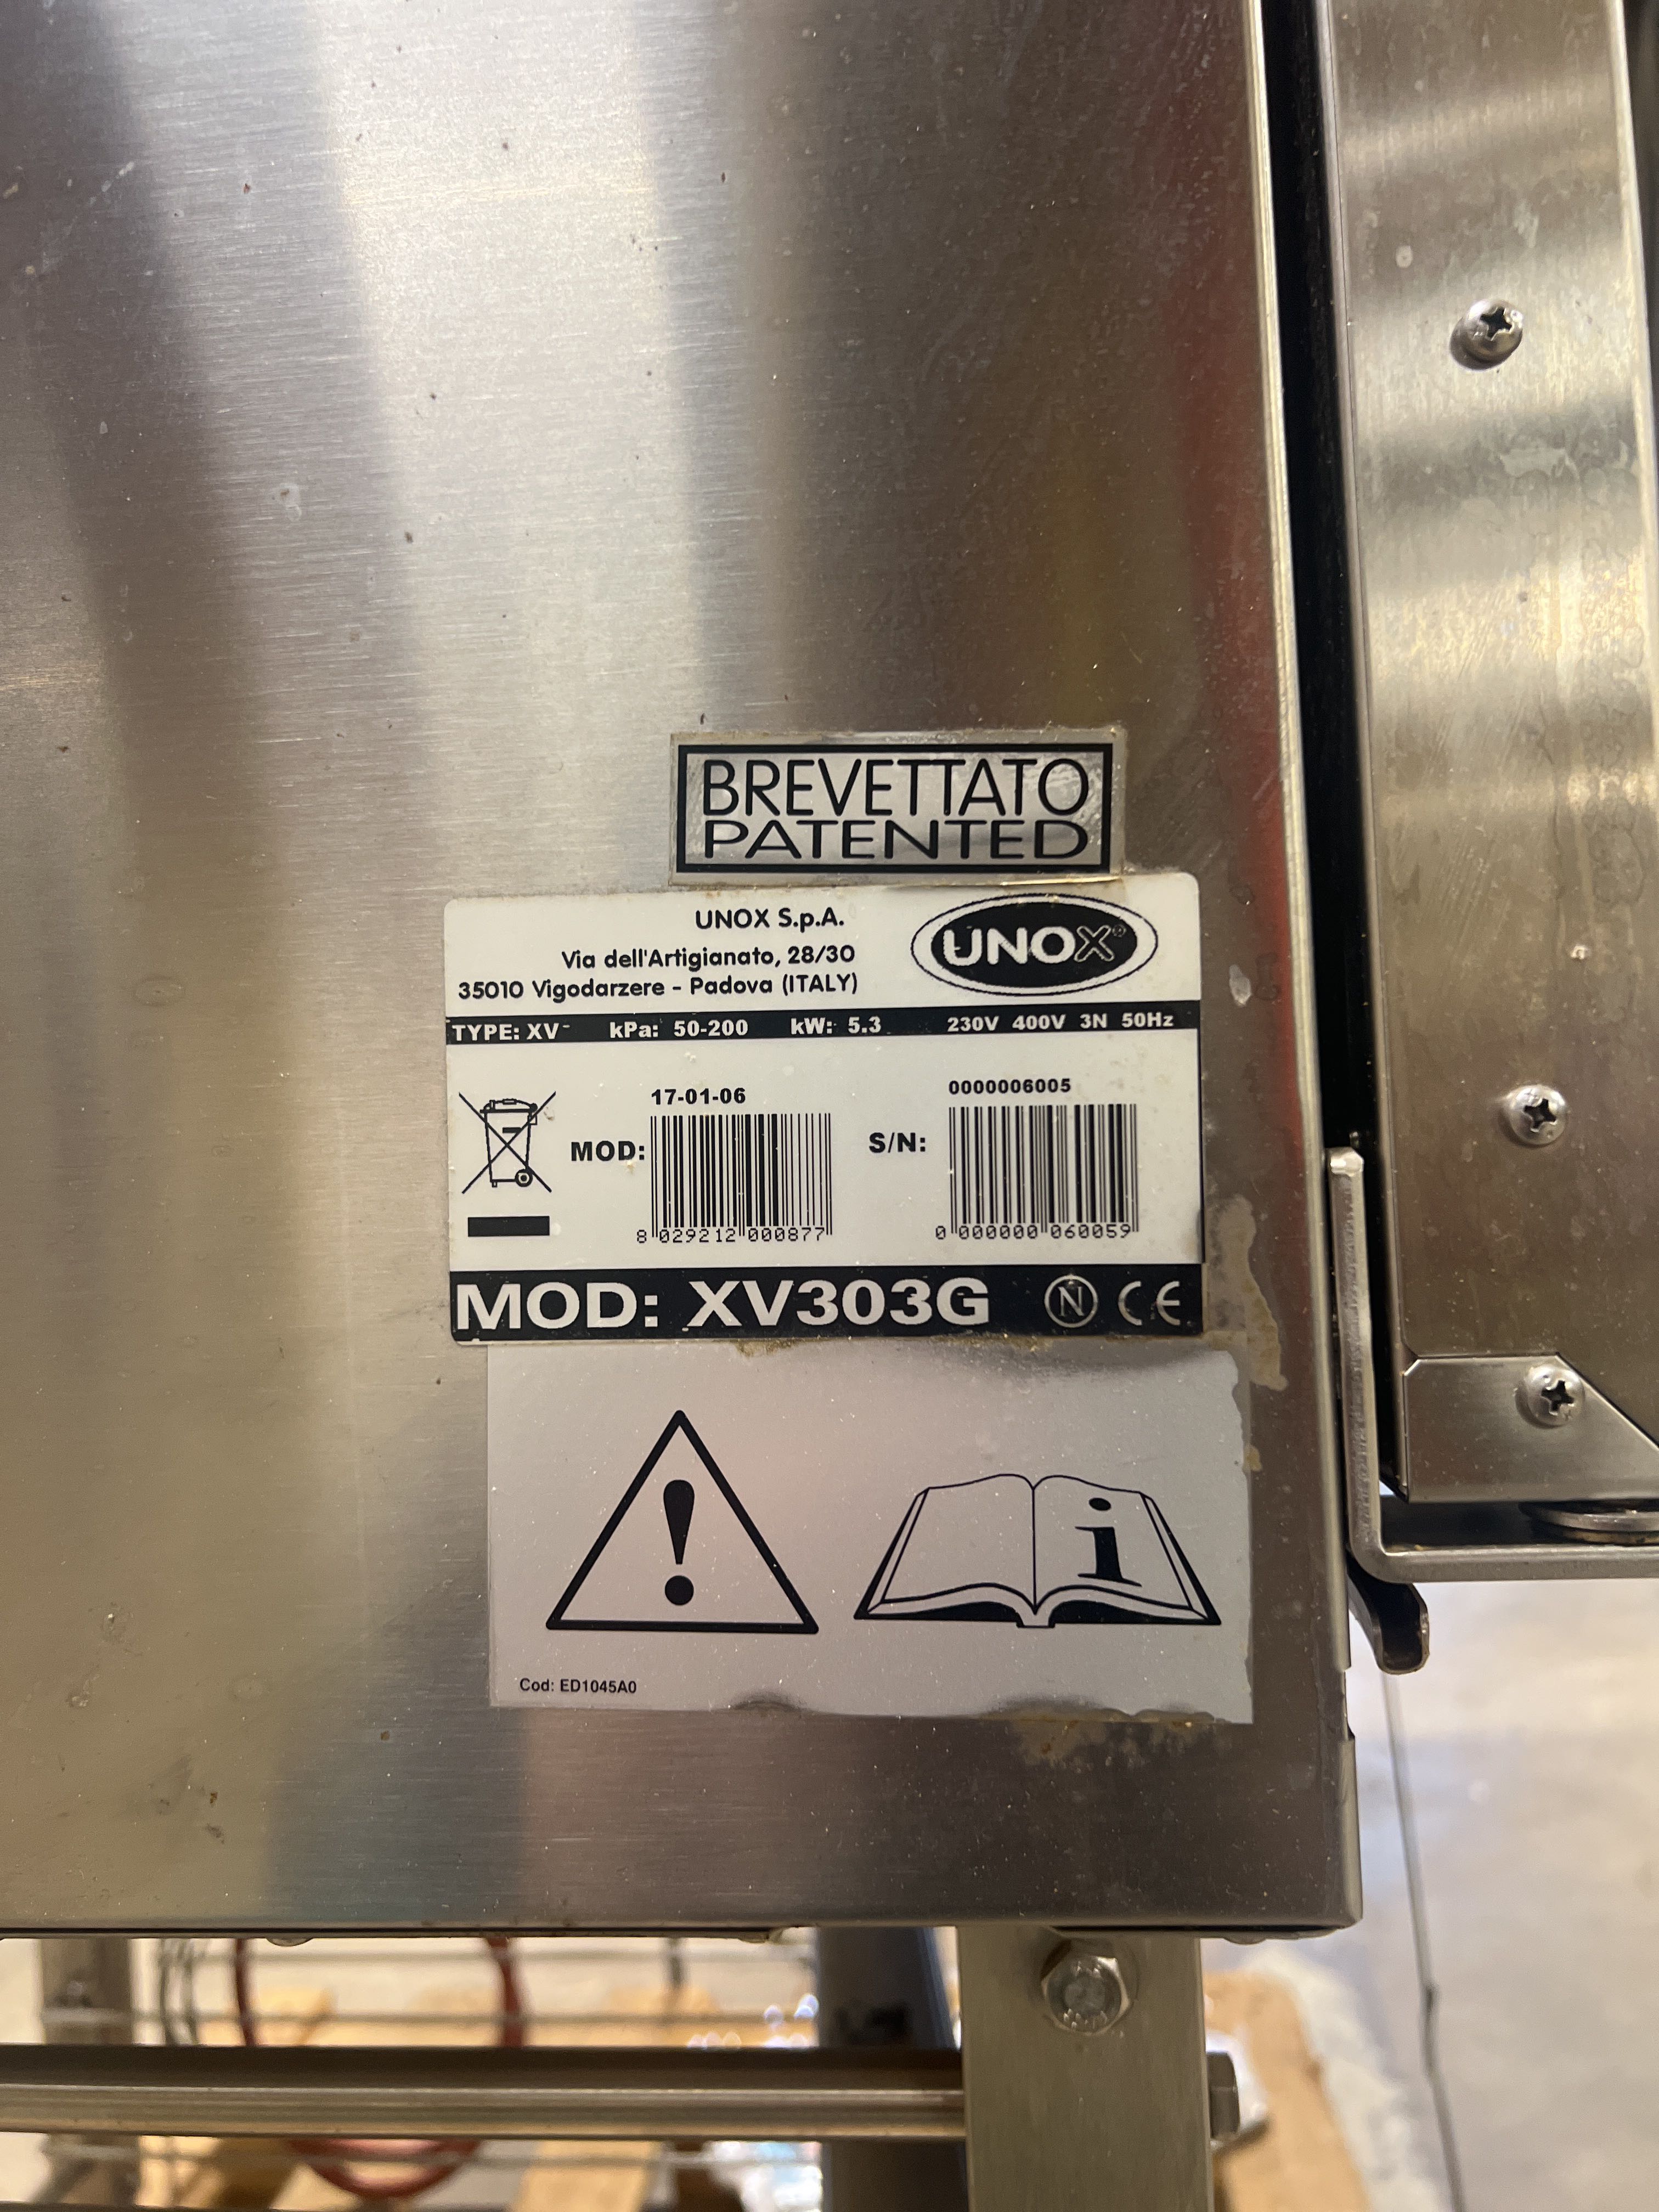 BREVETTATO
PATENTED
UNOX S.p.A.
Via dell'Artigianato, 28/30
35010 Vigodarzere - Padova (ITALY)
UNOX®
TYPE: XV- kPa: 50-200 kW: 5.3 230V 400V 3N 50Hz
17-01-06
MOD:
8 029212 000877
0000006005
S/N:
0 000000 060059
MOD: XV303G N CE
i
Cod: ED1045A0